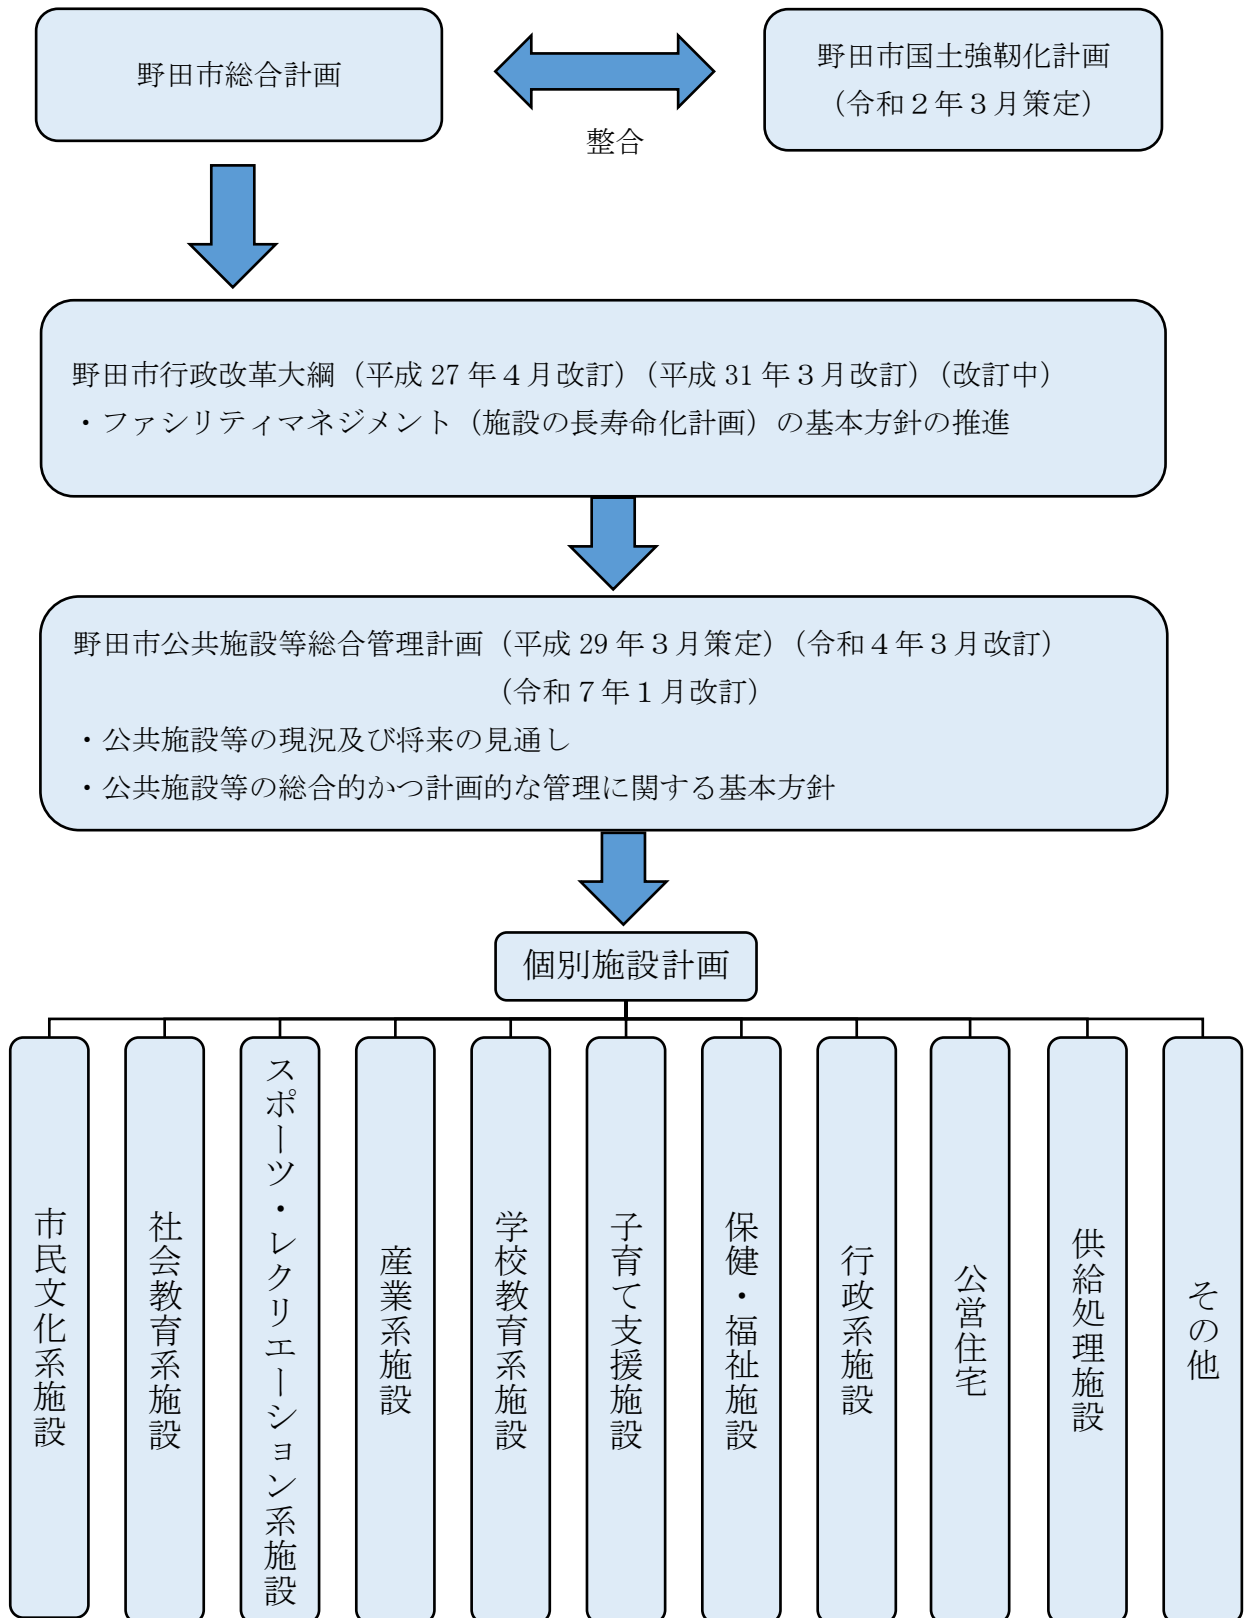 野田市総合計画
野田市国土強靱化計画
（令和２年３月策定）
整合
野田市行政改革大綱（平成 27 年４月改訂）（平成 31 年３月改訂）（改訂中）
・ファシリティマネジメント（施設の長寿命化計画）の基本方針の推進
野田市公共施設等総合管理計画（平成 29 年３月策定）（令和４年３月改訂）
（令和７年１月改訂）
・公共施設等の現況及び将来の見通し
・公共施設等の総合的かつ計画的な管理に関する基本方針
個別施設計画
市民文化系施設
社会教育系施設
スポーツ・レクリエーション系施設
産業系施設
学校教育系施設
子育て支援施設
保健・福祉施設
行政系施設
公営住宅
供給処理施設
その他